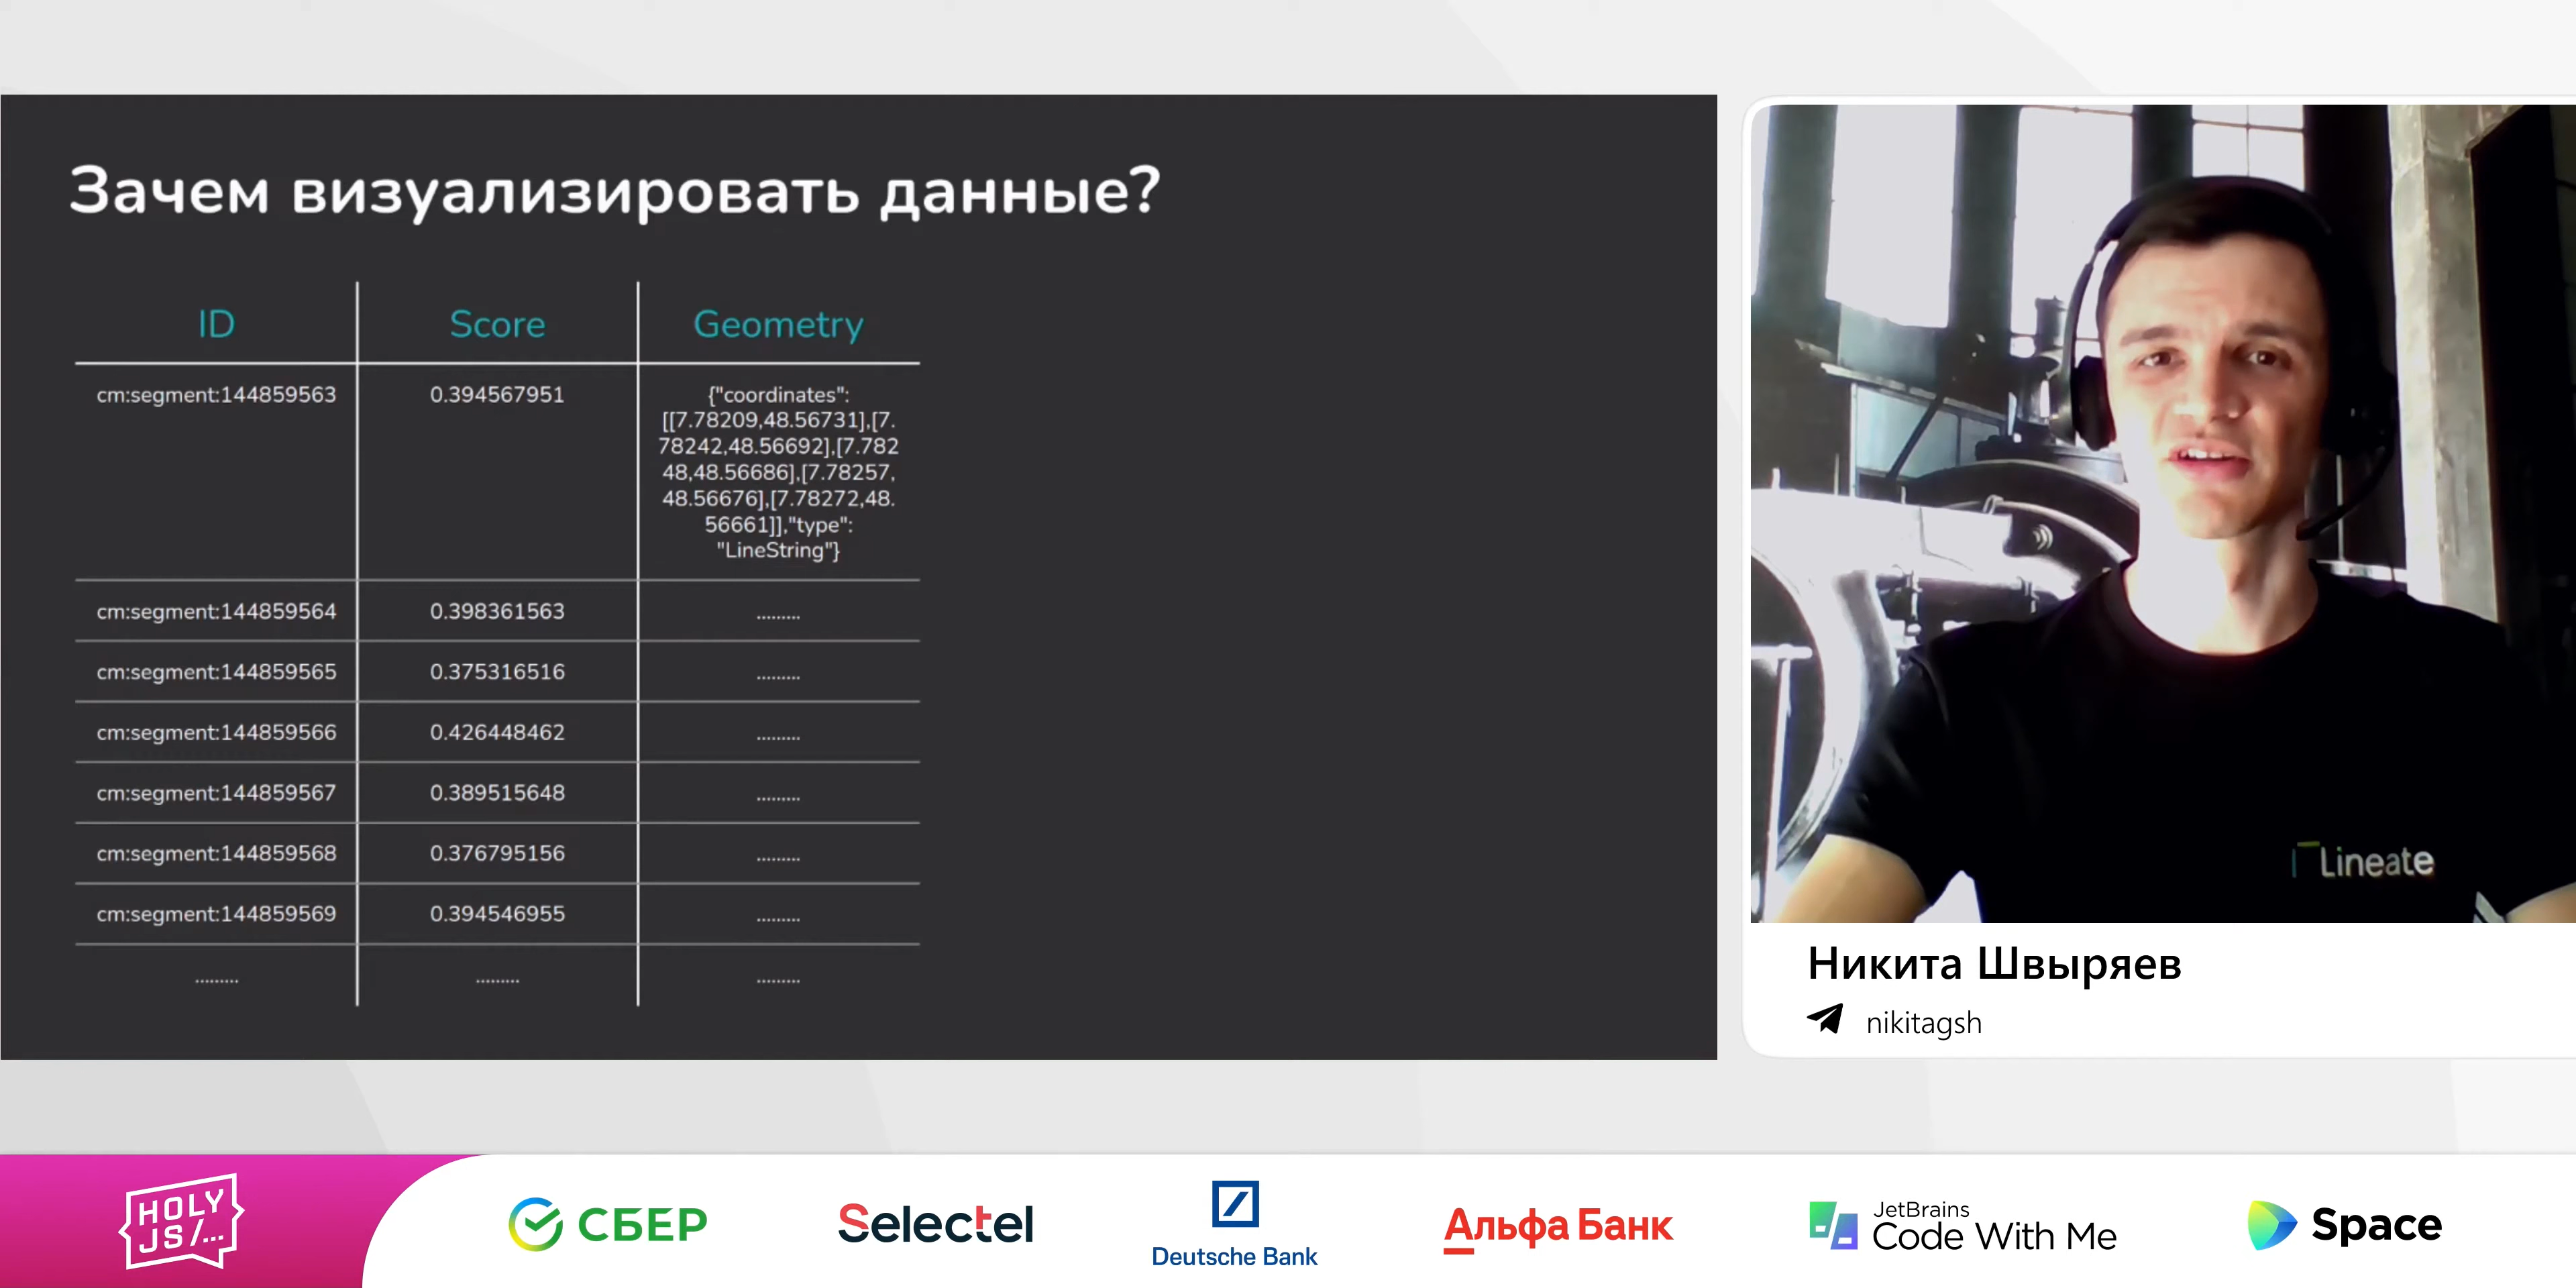 Зачем визуализировать данные?
ID Score Geometry
cm:segment:144859563 0.394567951 {"coordinates":
[[7.78209,48.56731],[7.
78242,48.56692],[7.782
48,48.56686],[7.78257,
48.56676],[7.78272,48.
56661]],"type":
"LineString"}
cm:segment:144859564 0.398361563 .........
cm:segment:144859565 0.375316516 .........
cm:segment:144859566 0.426448462 .........
cm:segment:144859567 0.389515648 .........
cm:segment:144859568 0.376795156 .........
cm:segment:144859569 0.394546955 .........
......... ......... .........
Lineate
Никита Швыряев
nikitagsh
HOLY
JS/...
СБЕР
Selectel
Deutsche Bank
Альфа Банк
JetBrains
Code With Me
Space